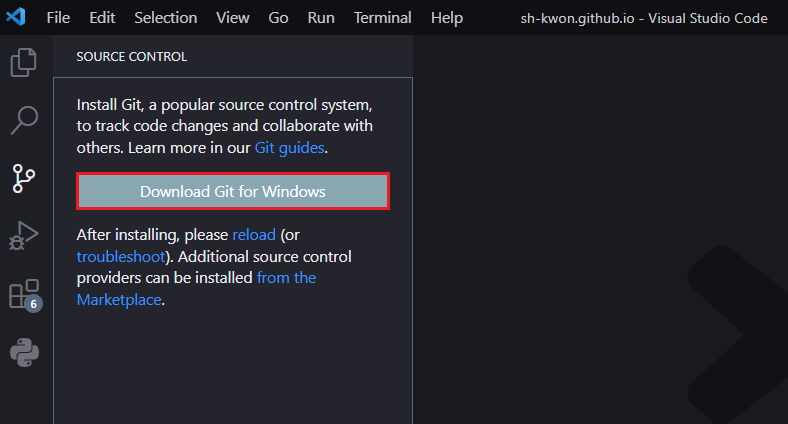 File Edit Selection View Go Run Terminal Help sh-kwon.github.io - Visual Studio Code
SOURCE CONTROL
Install Git, a popular source control system,
to track code changes and collaborate with
others. Learn more in our Git guides.
Download Git for Windows
After installing, please reload (or
troubleshoot). Additional source control
providers can be installed from the
Marketplace.
6